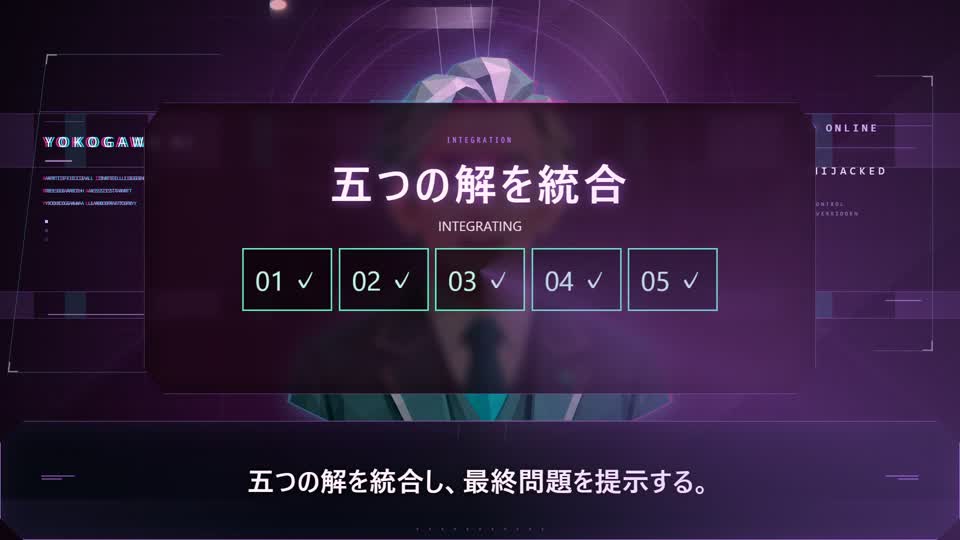 INTEGRATION
五つの解を統合
INTEGRATING
01 ✓ 02 ✓ 03 ✓ 04 ✓ 05 ✓
YOKOGAW
ONLINE
HIJACKED
五つの解を統合し、最終問題を提示する。